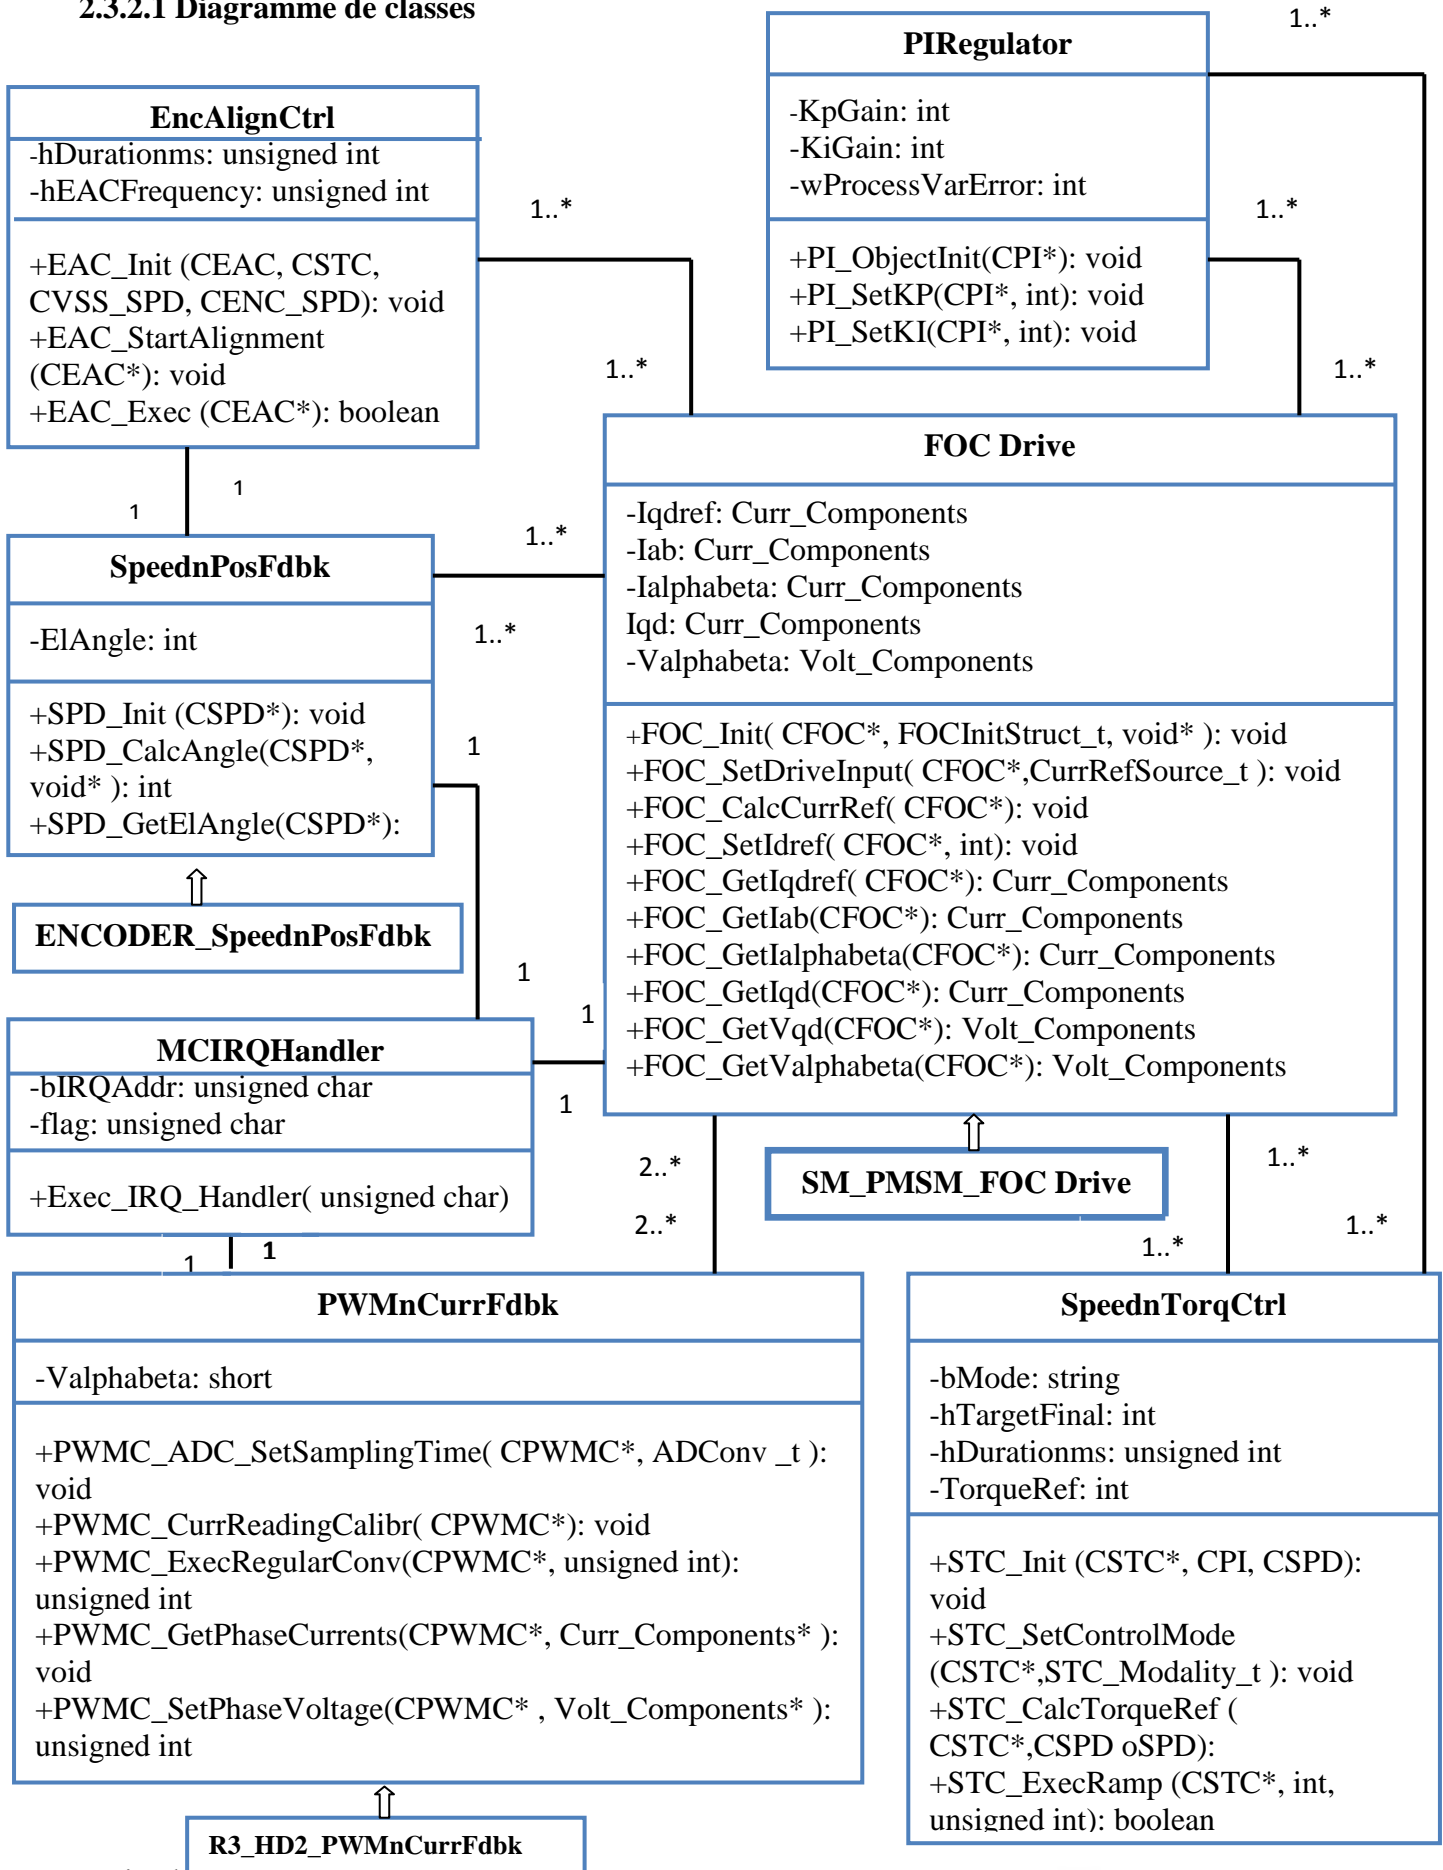 2.3.2.1 Diagramme de classes
1..*
PIRegulator
-KpGain: int
-KiGain: int
-wProcessVarError: int
+PI_ObjectInit(CPI*): void
+PI_SetKP(CPI*, int): void
+PI_SetKI(CPI*, int): void
EncAlignCtrl
-hDurationms: unsigned int
-hEACFrequency: unsigned int
+EAC_Init (CEAC, CSTC,
CVSS_SPD, CENC_SPD): void
+EAC_StartAlignment
(CEAC*): void
+EAC_Exec (CEAC*): boolean
1..*
1..*
1..*
1..*
1
1
SpeednPosFdbk
-ElAngle: int
+SPD_Init (CSPD*): void
+SPD_CalcAngle(CSPD*,
void* ): int
+SPD_GetElAngle(CSPD*):
1..*
1..*
1
ENCODER_SpeednPosFdbk
FOC Drive
-Iqdref: Curr_Components
-Iab: Curr_Components
-Ialphabeta: Curr_Components
Iqd: Curr_Components
-Valphabeta: Volt_Components
+FOC_Init( CFOC*, FOCInitStruct_t, void* ): void
+FOC_SetDriveInput( CFOC*,CurrRefSource_t ): void
+FOC_CalcCurrRef( CFOC*): void
+FOC_SetIdref( CFOC*, int): void
+FOC_GetIqdref( CFOC*): Curr_Components
+FOC_GetIab(CFOC*): Curr_Components
+FOC_GetIalphabeta(CFOC*): Curr_Components
+FOC_GetIqd(CFOC*): Curr_Components
+FOC_GetVqd(CFOC*): Volt_Components
+FOC_GetValphabeta(CFOC*): Volt_Components
1
1
1
MCIRQHandler
-bIRQAddr: unsigned char
-flag: unsigned char
+Exec_IRQ_Handler( unsigned char)
SM_PMSM_FOC Drive
2..*
2..*
1..*
1..*
1..*
1
1
PWMnCurrFdbk
-Valphabeta: short
+PWMC_ADC_SetSamplingTime( CPWMC*, ADConv _t ):
void
+PWMC_CurrReadingCalibr( CPWMC*): void
+PWMC_ExecRegularConv(CPWMC*, unsigned int):
unsigned int
+PWMC_GetPhaseCurrents(CPWMC*, Curr_Components* ):
void
+PWMC_SetPhaseVoltage(CPWMC* , Volt_Components* ):
unsigned int
R3_HD2_PWMnCurrFdbk
SpeednTorqCtrl
-bMode: string
-hTargetFinal: int
-hDurationms: unsigned int
-TorqueRef: int
+STC_Init (CSTC*, CPI, CSPD):
void
+STC_SetControlMode
(CSTC*,STC_Modality_t ): void
+STC_CalcTorqueRef (
CSTC*,CSPD oSPD):
+STC_ExecRamp (CSTC*, int,
unsigned int): boolean